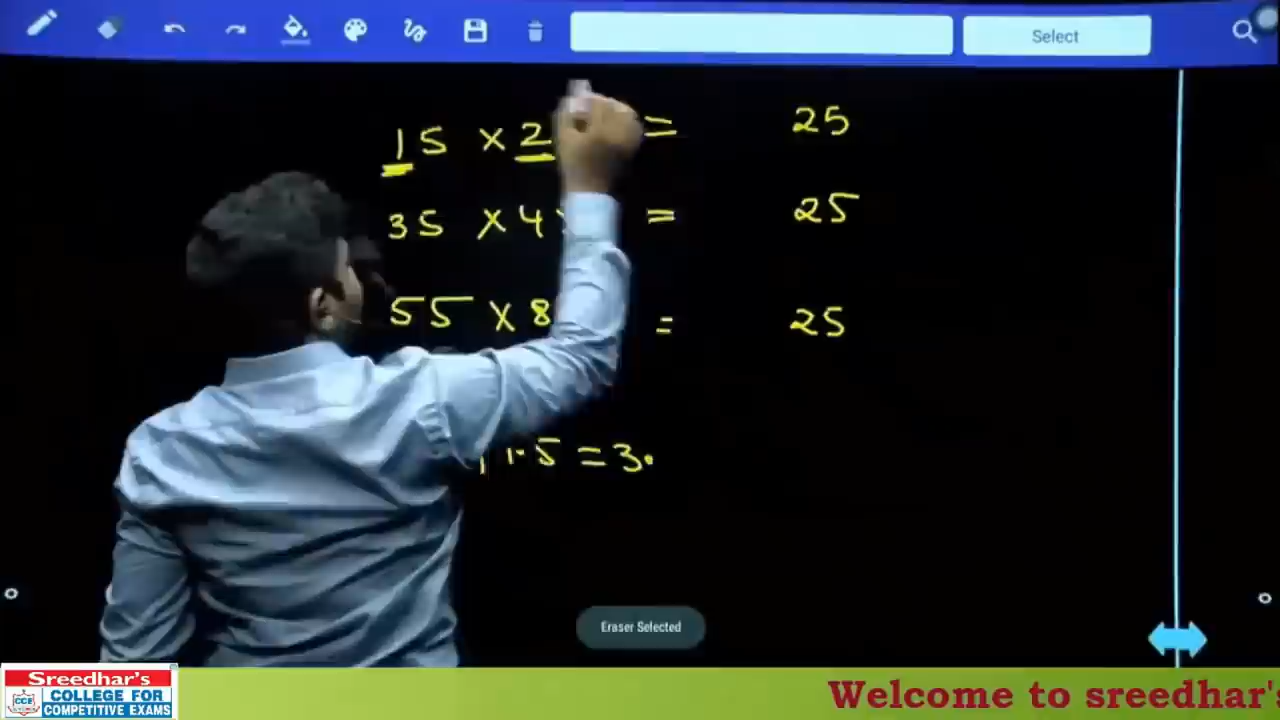 Select
15 × 2 = 25
35 × 4 = 25
55 × 8 = 25
1.5 = 3.
Eraser Selected
Sreedhar's
CCE
COLLEGE FOR
COMPETITIVE EXAMS
Welcome to sreedhar's